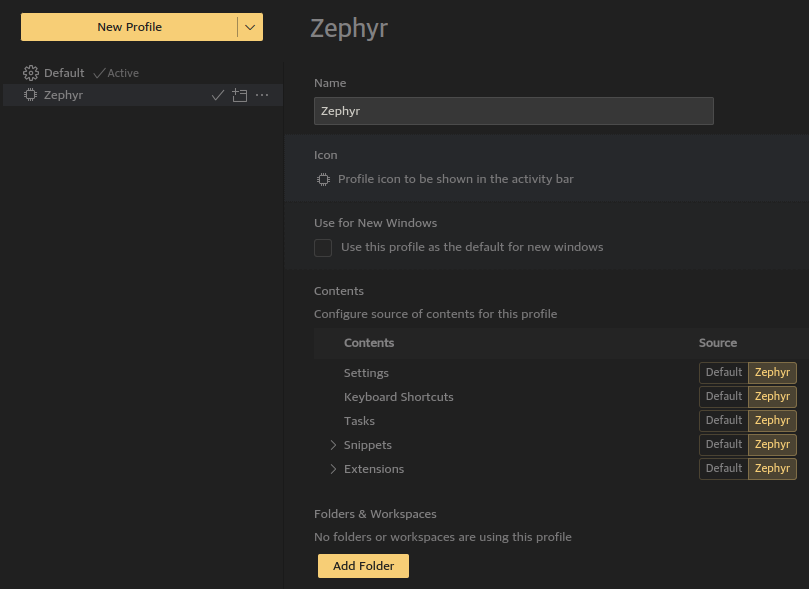 New Profile
Default Active
Zephyr
Zephyr
Name
Zephyr
Icon
Profile icon to be shown in the activity bar
Use for New Windows
Use this profile as the default for new windows
Contents
Configure source of contents for this profile
Contents Source
Settings Default Zephyr
Keyboard Shortcuts Default Zephyr
Tasks Default Zephyr
Snippets Default Zephyr
Extensions Default Zephyr
Folders & Workspaces
No folders or workspaces are using this profile
Add Folder